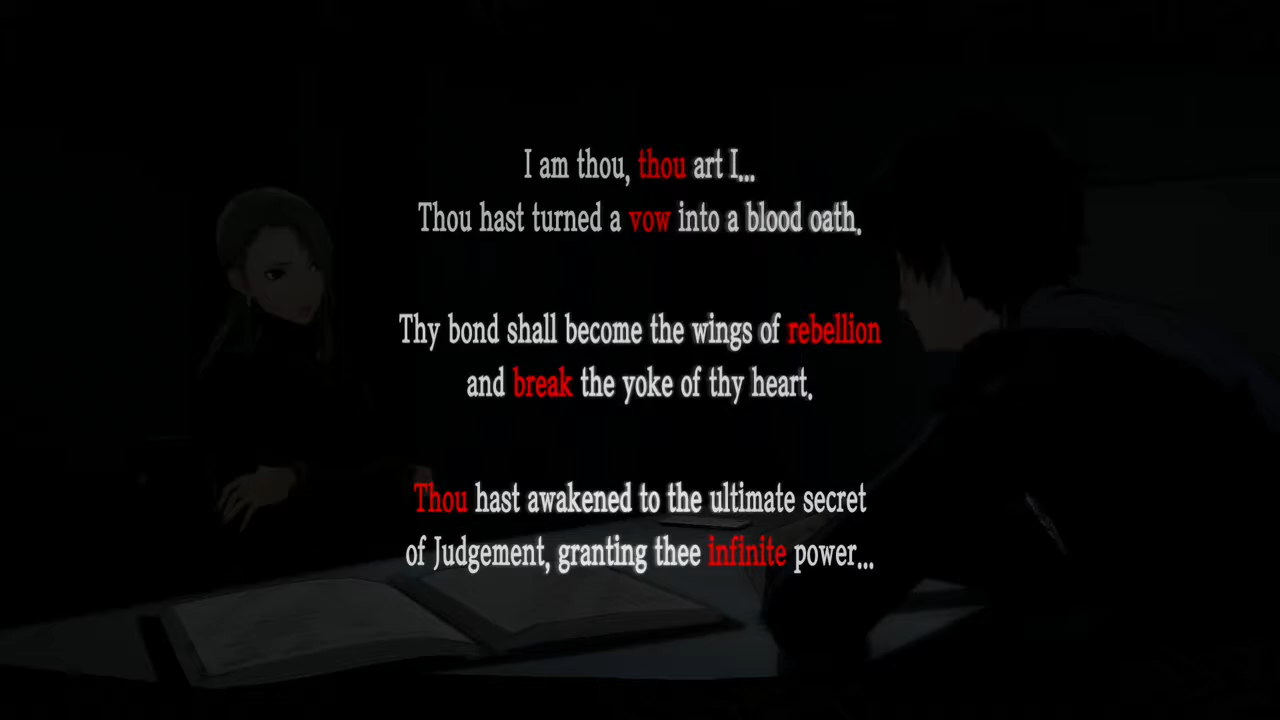 I am thou, thou art I...
Thou hast turned a vow into a blood oath.
Thy bond shall become the wings of rebellion
and break the yoke of thy heart.
Thou hast awakened to the ultimate secret
of Judgement, granting thee infinite power...